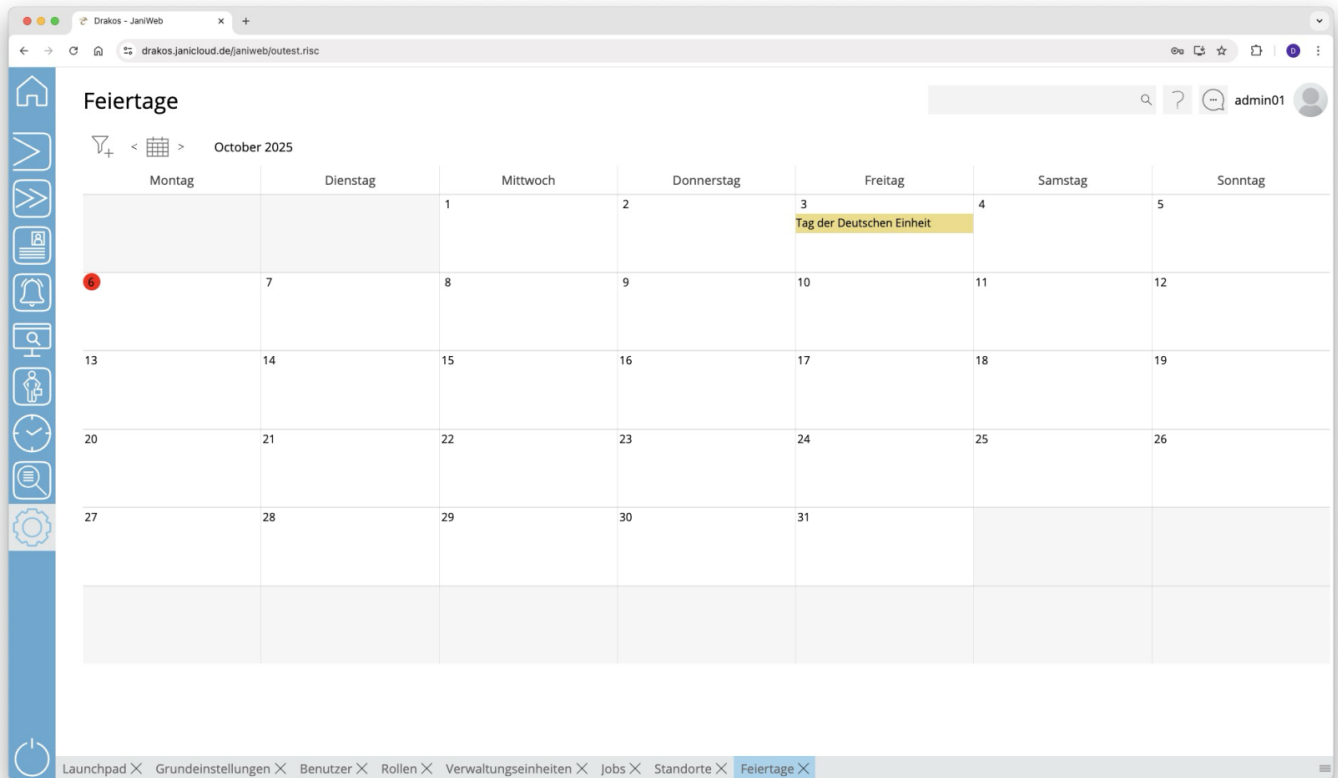 Drakos - JaniWeb
drakos.janicloud.de/janiweb/outest.risc
D
Feiertage
admin01
October 2025
Montag Dienstag Mittwoch Donnerstag Freitag Samstag Sonntag
1 2 3 4 5
Tag der Deutschen Einheit
6 7 8 9 10 11 12
13 14 15 16 17 18 19
20 21 22 23 24 25 26
27 28 29 30 31
Launchpad Grundeinstellungen Benutzer Rollen Verwaltungseinheiten Jobs Standorte Feiertage